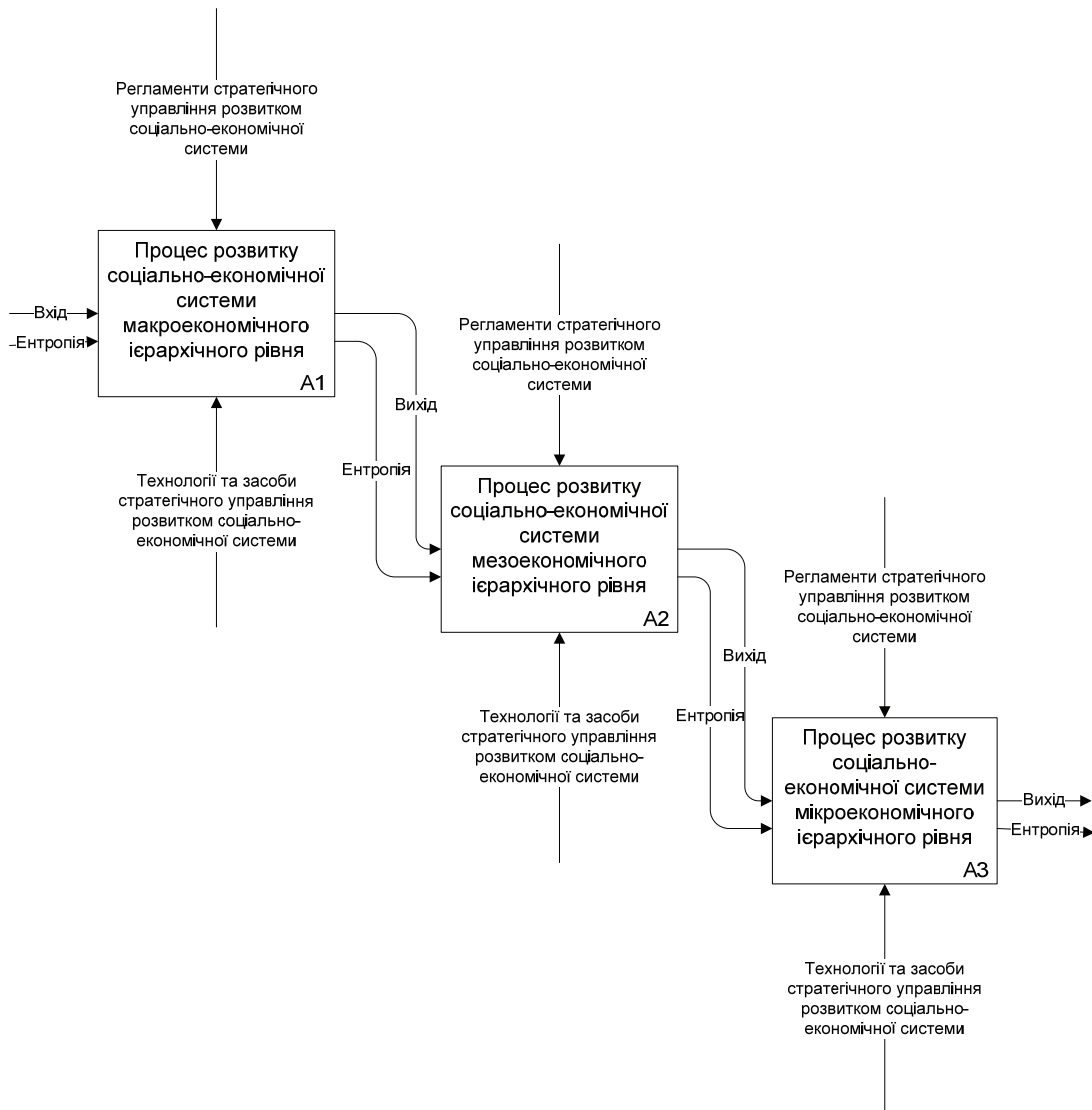 Регламенти стратегічного
управління розвитком
соціально-економічної
системи
Процес розвитку
соціально-економічної
системи
макроекономічного
ієрархічного рівня
А1
Вхід
Ентропія
Технології та засоби
стратегічного управління
розвитком соціально-
економічної системи
Вихід
Ентропія
Регламенти стратегічного
управління розвитком
соціально-економічної
системи
Процес розвитку
соціально-економічної
системи
мезоекономічного
ієрархічного рівня
А2
Технології та засоби
стратегічного управління
розвитком соціально-
економічної системи
Вихід
Ентропія
Регламенти стратегічного
управління розвитком
соціально-економічної
системи
Процес розвитку
соціально-
економічної системи
мікроекономічного
ієрархічного рівня
А3
Вихід
Ентропія
Технології та засоби
стратегічного управління
розвитком соціально-
економічної системи